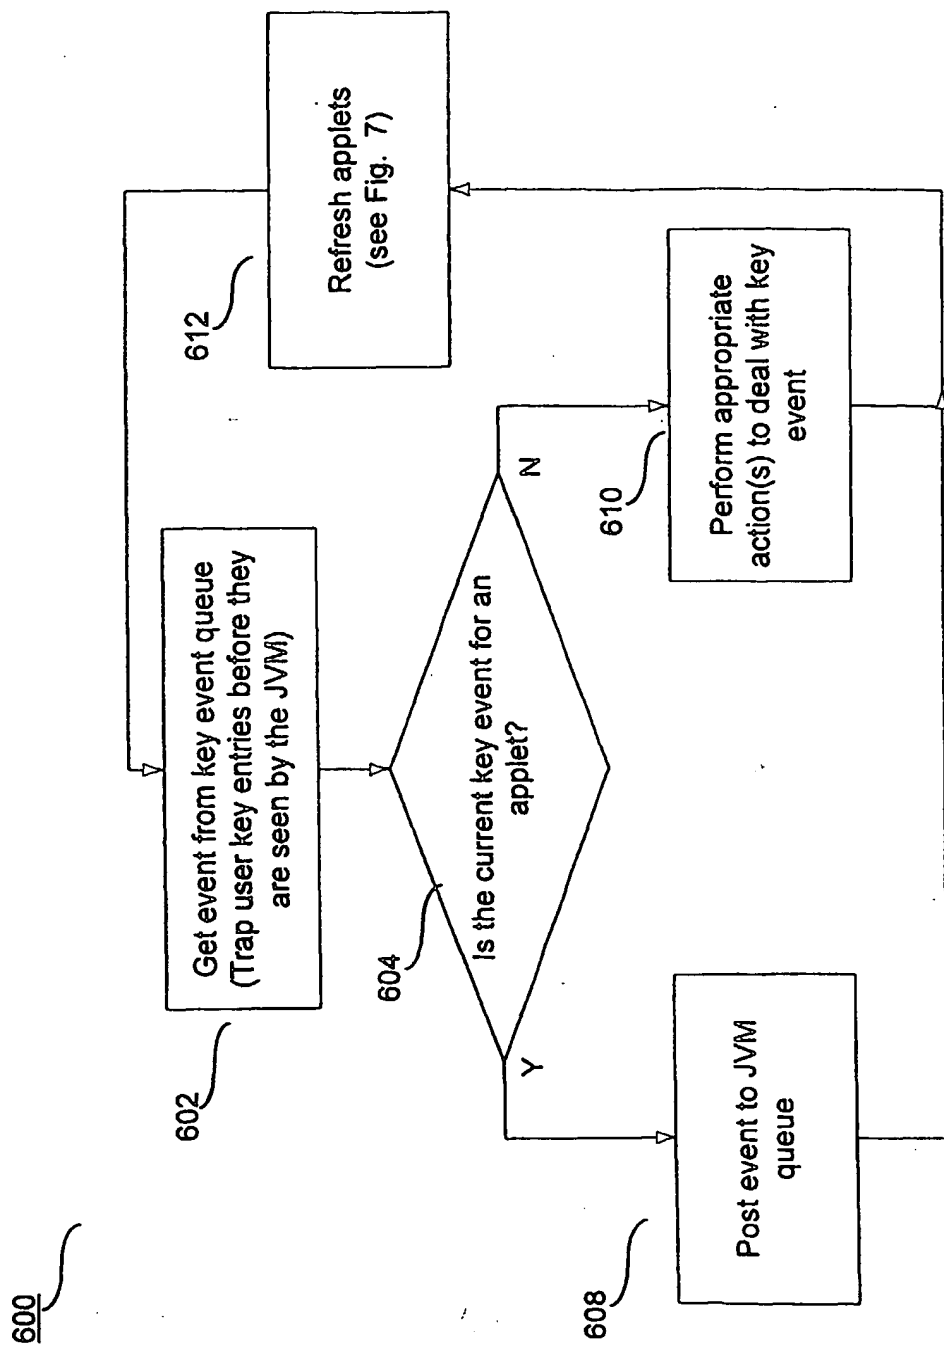 600
602
Get event from key event queue
(Trap user key entries before they
are seen by the JVM)
612
Refresh applets
(see Fig. 7)
604
Is the current key event for an
applet?
Y
N
608
Post event to JVM
queue
610
Perform appropriate
action(s) to deal with key
event